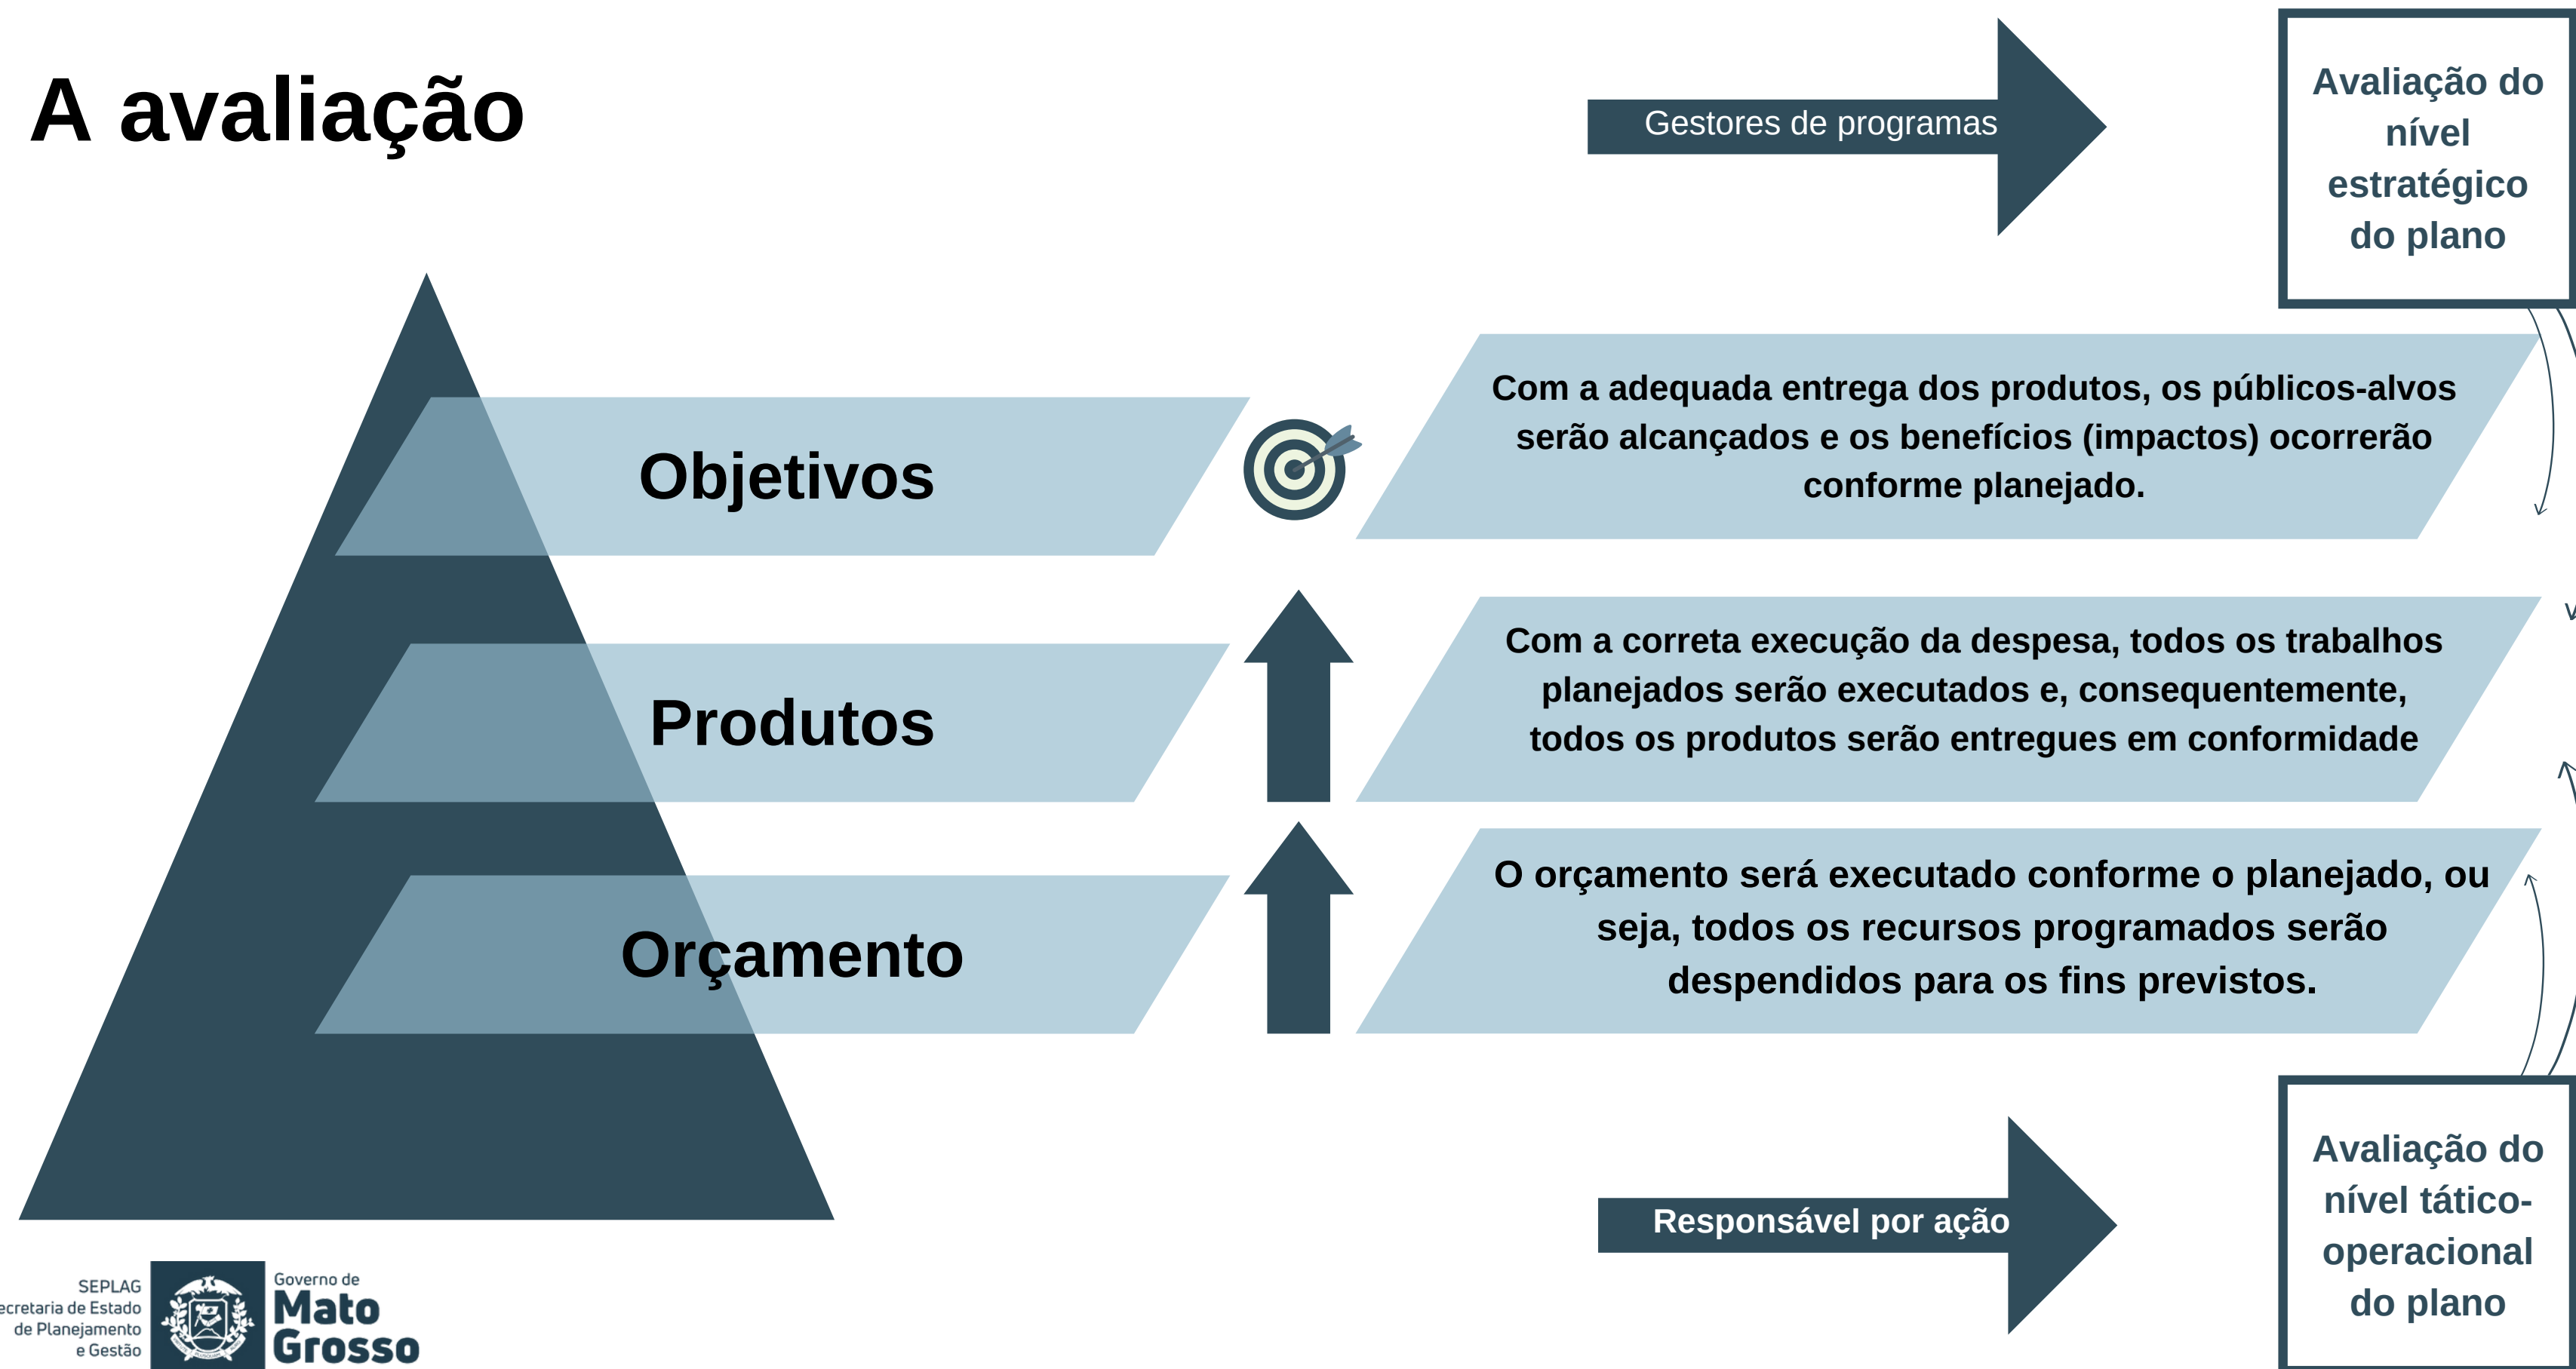 A avaliação
Gestores de programas
Avaliação do
nível
estratégico
do plano
Objetivos
Com a adequada entrega dos produtos, os públicos-alvos
serão alcançados e os benefícios (impactos) ocorrerão
conforme planejado.
Produtos
Com a correta execução da despesa, todos os trabalhos
planejados serão executados e, consequentemente,
todos os produtos serão entregues em conformidade
Orçamento
O orçamento será executado conforme o planejado, ou
seja, todos os recursos programados serão
despendidos para os fins previstos.
Responsável por ação
Avaliação do
nível tático-
operacional
do plano
SEPLAG
ecretaria de Estado
de Planejamento
e Gestão
Governo de
Mato
Grosso